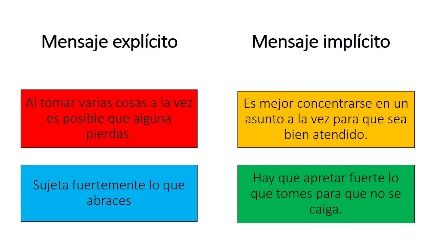 Mensaje explícito
Mensaje implícito
Al tomar varias cosas a la vez
es posible que alguna
pierdas.
Es mejor concentrarse en un
asunto a la vez para que sea
bien atendido.
Sujeta fuertemente lo que
abraces
Hay que apretar fuerte lo
que tomes para que no se
caiga.